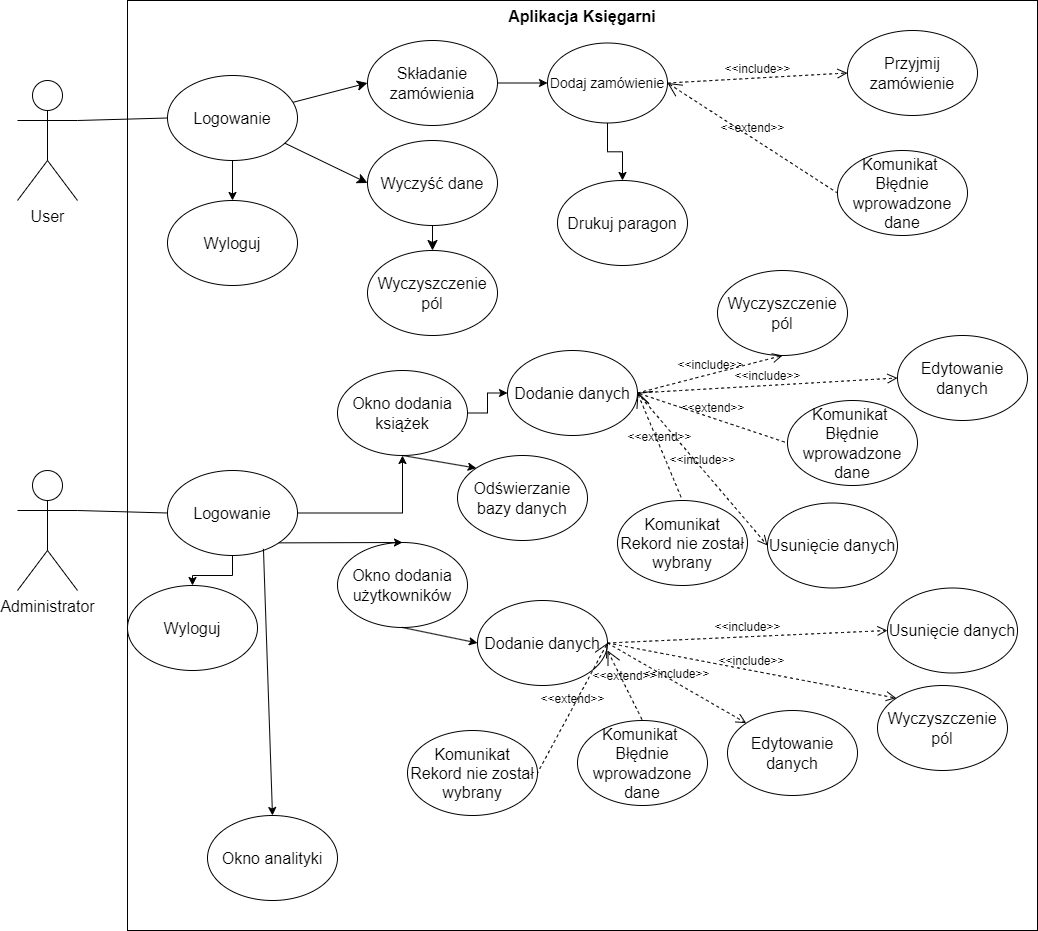 Aplikacja Księgarni
User
Logowanie
Składanie
zamówienia
Dodaj zamówienie
<<include>>
Przyjmij
zamówienie
<<extend>>
Komunikat
Błędnie
wprowadzone
dane
Wyczyść dane
Drukuj paragon
Wyloguj
Wyczyszczenie
pól
Administrator
Logowanie
Okno dodania
książek
Dodanie danych
<<include>>
Wyczyszczenie
pól
<<include>>
Edytowanie
danych
<<extend>>
Komunikat
Błędnie
wprowadzone
dane
<<extend>>
<<include>>
Odświerzanie
bazy danych
Komunikat
Rekord nie został
wybrany
Usunięcie danych
Wyloguj
Okno dodania
użytkowników
Dodanie danych
<<include>>
Usunięcie danych
<<include>>
Wyczyszczenie
pól
<<extend>>
<<include>>
<<extend>>
Komunikat
Rekord nie został
wybrany
Komunikat
Błędnie
wprowadzone
dane
Edytowanie
danych
Okno analityki